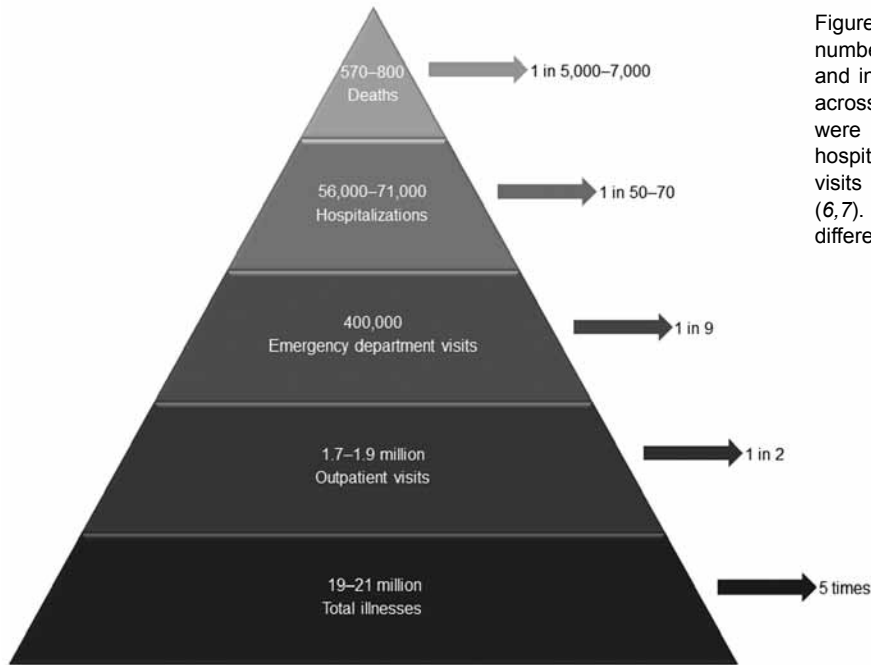 570–800
Deaths
1 in 5,000–7,000
56,000–71,000
Hospitalizations
1 in 50–70
400,000
Emergency department visits
1 in 9
1.7–1.9 million
Outpatient visits
1 in 2
19–21 million
Total illnesses
5 times
Figure
numbe
and in
across
were
hospit
visits
(6,7).
differe